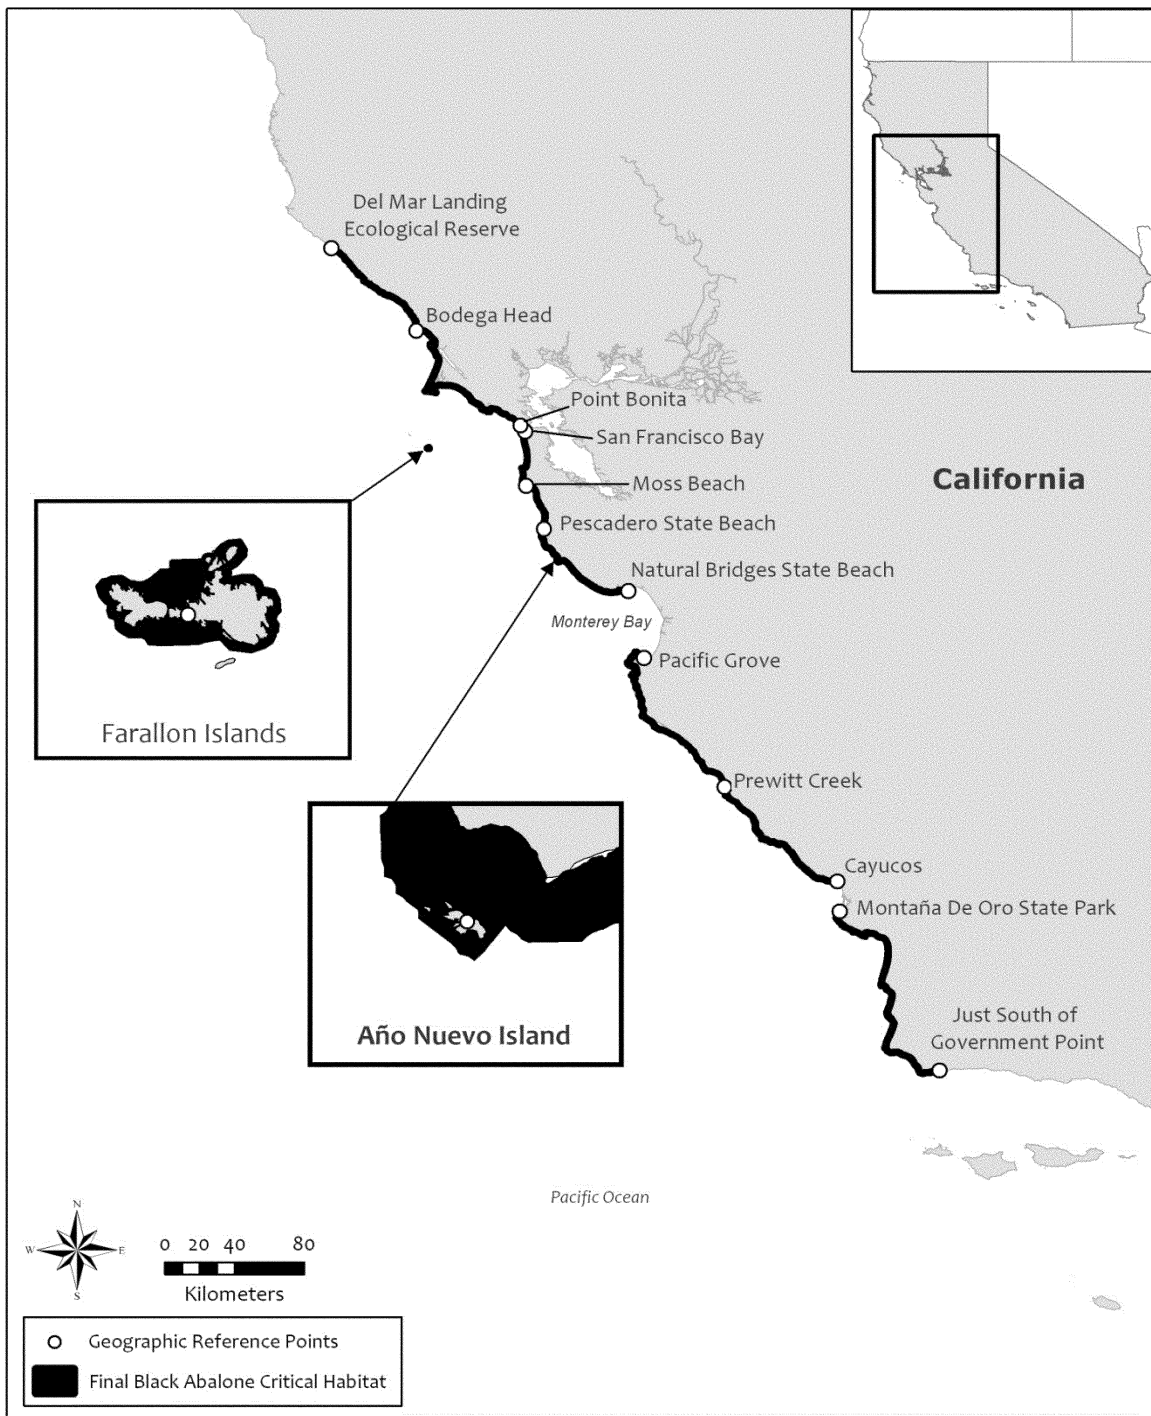 Del Mar Landing
Ecological Reserve
Bodega Head
Point Bonita
San Francisco Bay
California
Moss Beach
Pescadero State Beach
Natural Bridges State Beach
Monterey Bay
Pacific Grove
Farallon Islands
Prewitt Creek
Cayucos
Montaña De Oro State Park
Año Nuevo Island
Just South of
Government Point
Pacific Ocean
N
W E
S
0 20 40 80
Kilometers
Geographic Reference Points
Final Black Abalone Critical Habitat